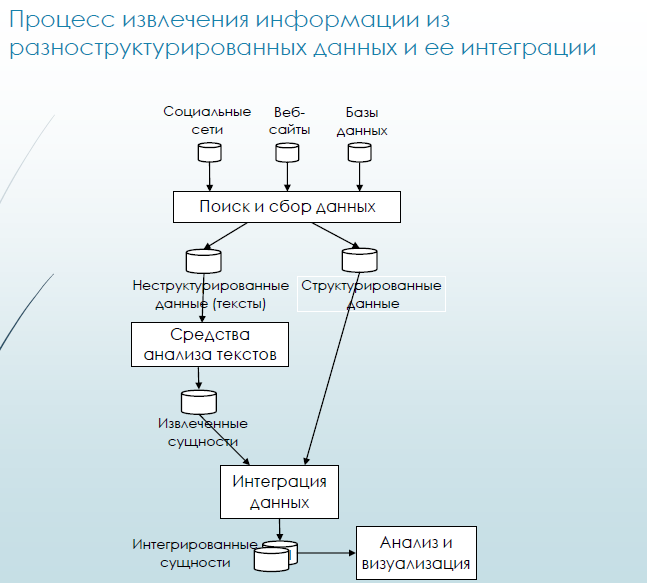 Процесс извлечения информации из
разноструктурированных данных и ее интеграции
Социальные
сети
Веб-
сайты
Базы
данных
Поиск и сбор данных
Неструктурированные
данные (тексты)
Структурированные
данные
Средства
анализа текстов
Извлеченные
сущности
Интеграция
данных
Интегрированные
сущности
Анализ и
визуализация